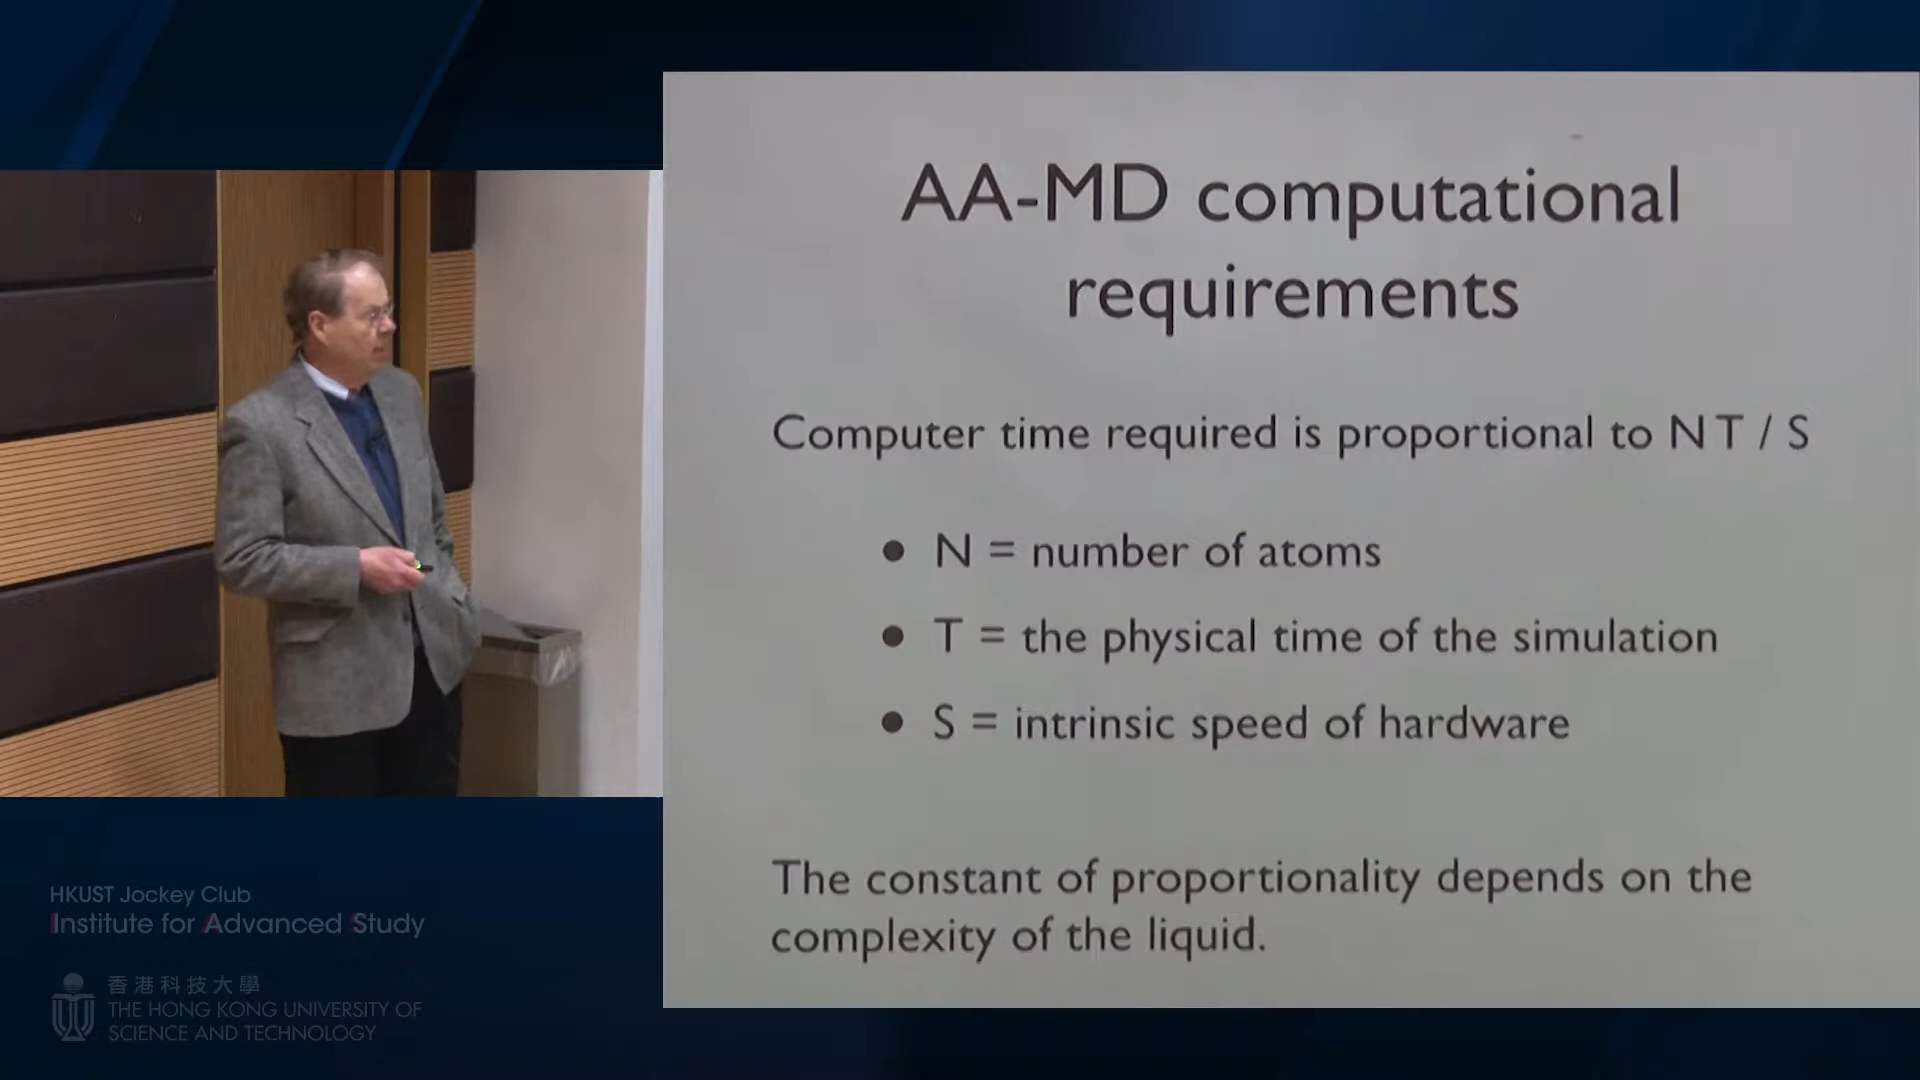 AA-MD computational
requirements
Computer time required is proportional to N T / S
• N = number of atoms
• T = the physical time of the simulation
• S = intrinsic speed of hardware
The constant of proportionality depends on the
complexity of the liquid.
HKUST Jockey Club
Institute for Advanced Study
香港科技大學
THE HONG KONG UNIVERSITY OF
SCIENCE AND TECHNOLOGY